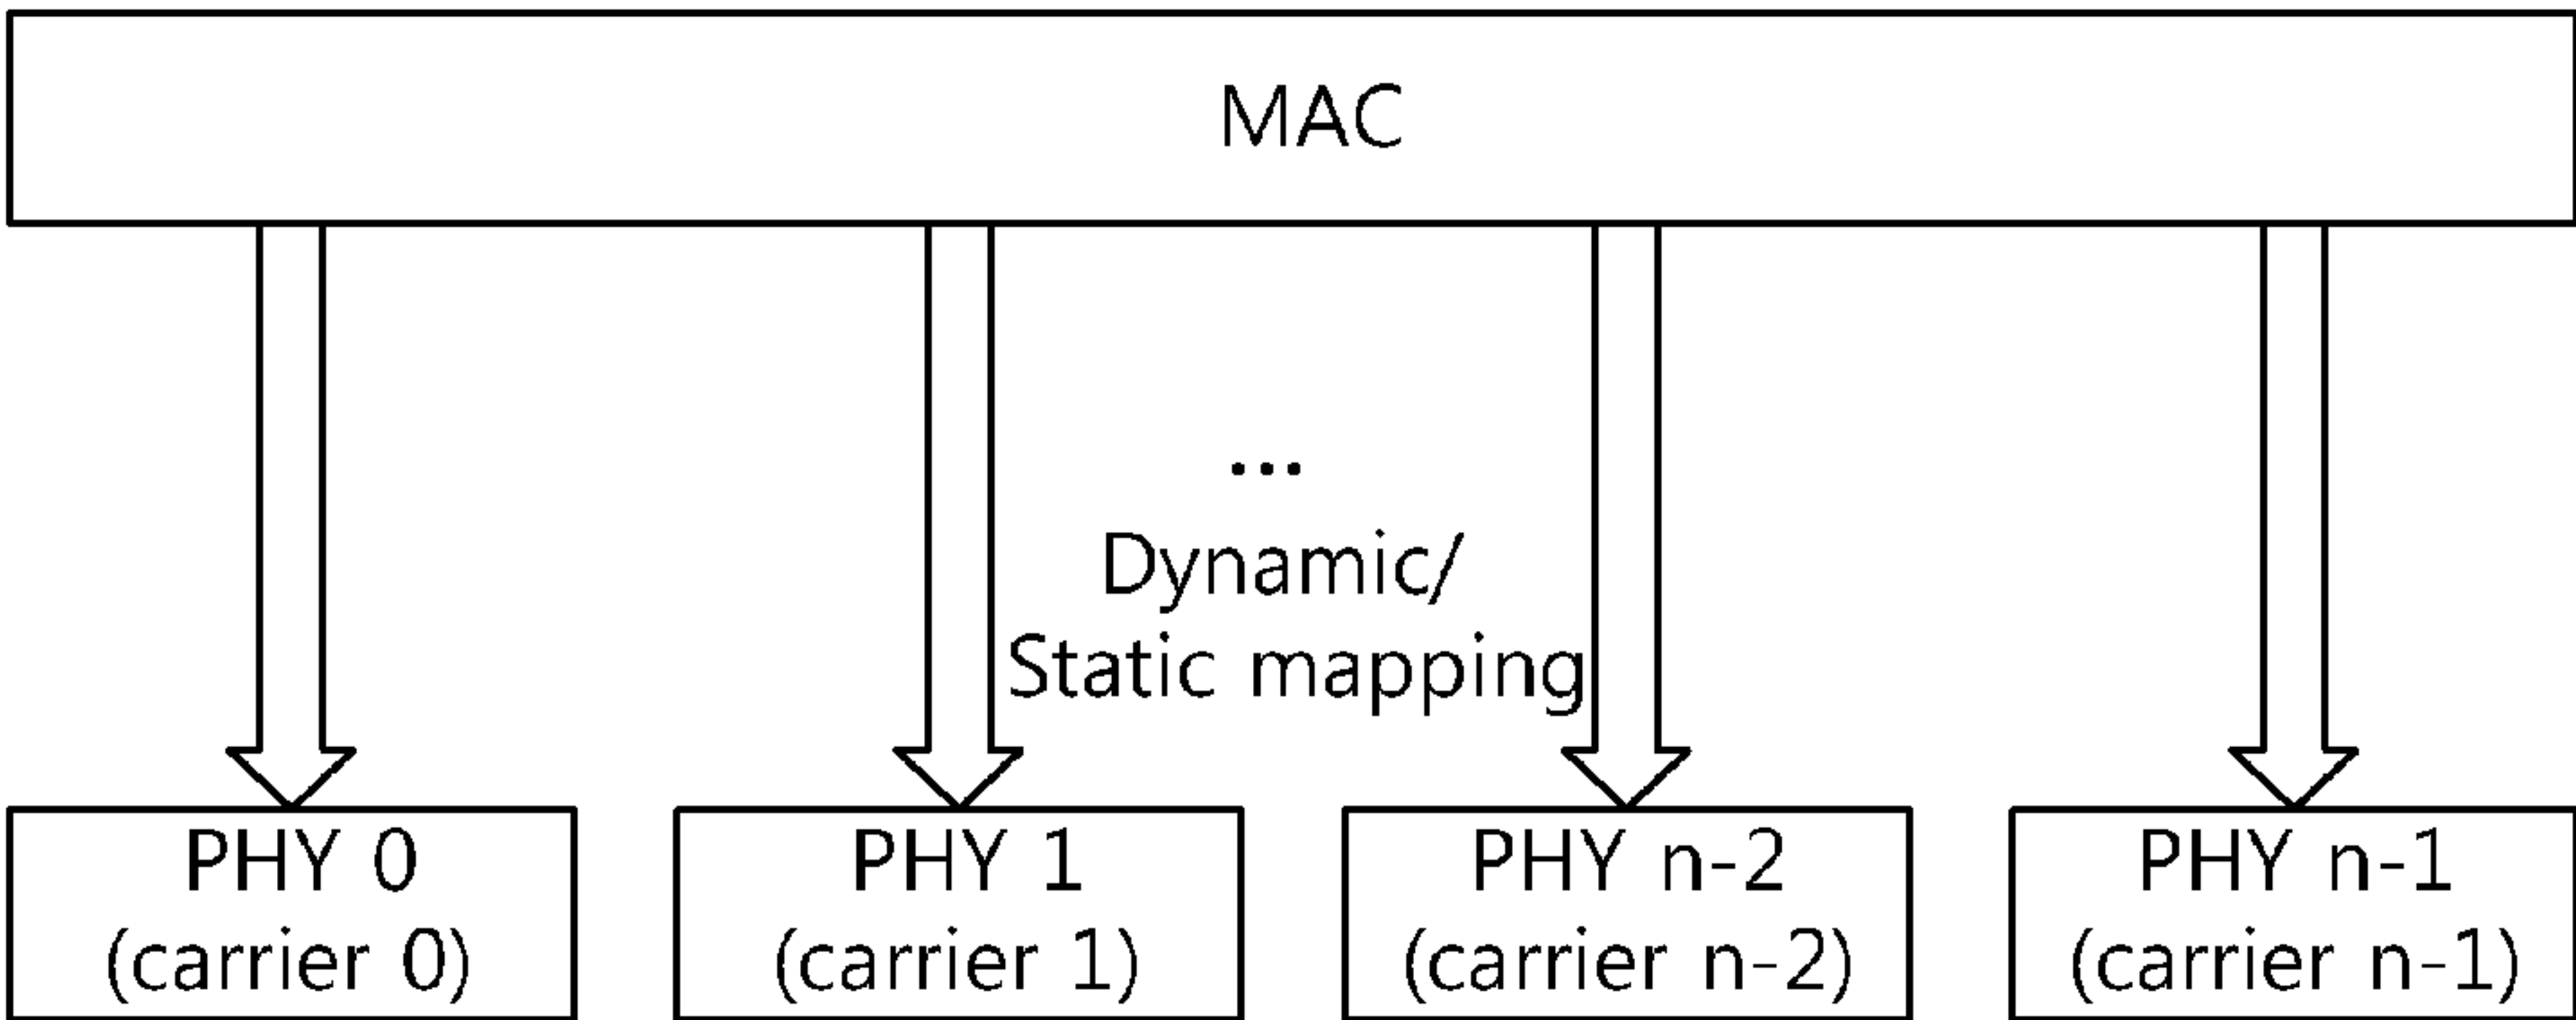 MAC
...
Dynamic/
Static mapping
PHY 0
(carrier 0)
PHY 1
(carrier 1)
PHY n-2
(carrier n-2)
PHY n-1
(carrier n-1)